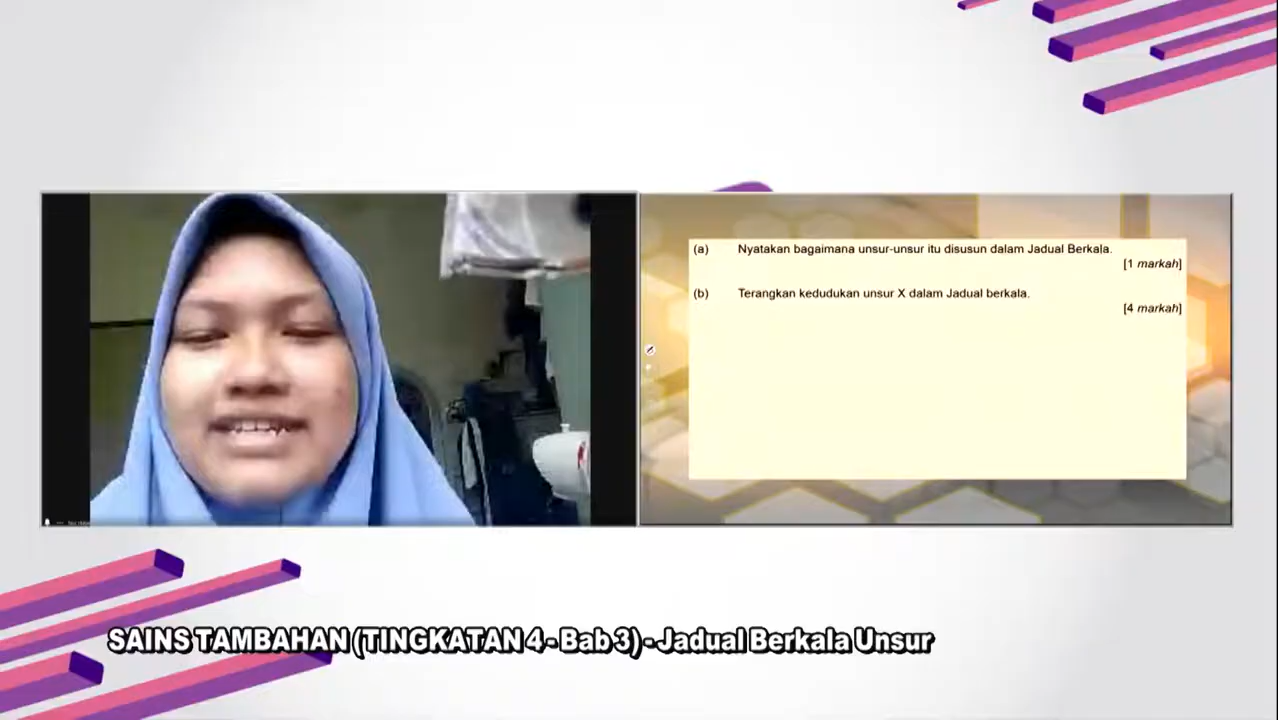 (a) Nyatakan bagaimana unsur-unsur itu disusun dalam Jadual Berkala.
[1 markah]
(b) Terangkan kedudukan unsur X dalam Jadual berkala.
[4 markah]
SAINS TAMBAHAN (TINGKATAN 4 - Bab 3) - Jadual Berkala Unsur